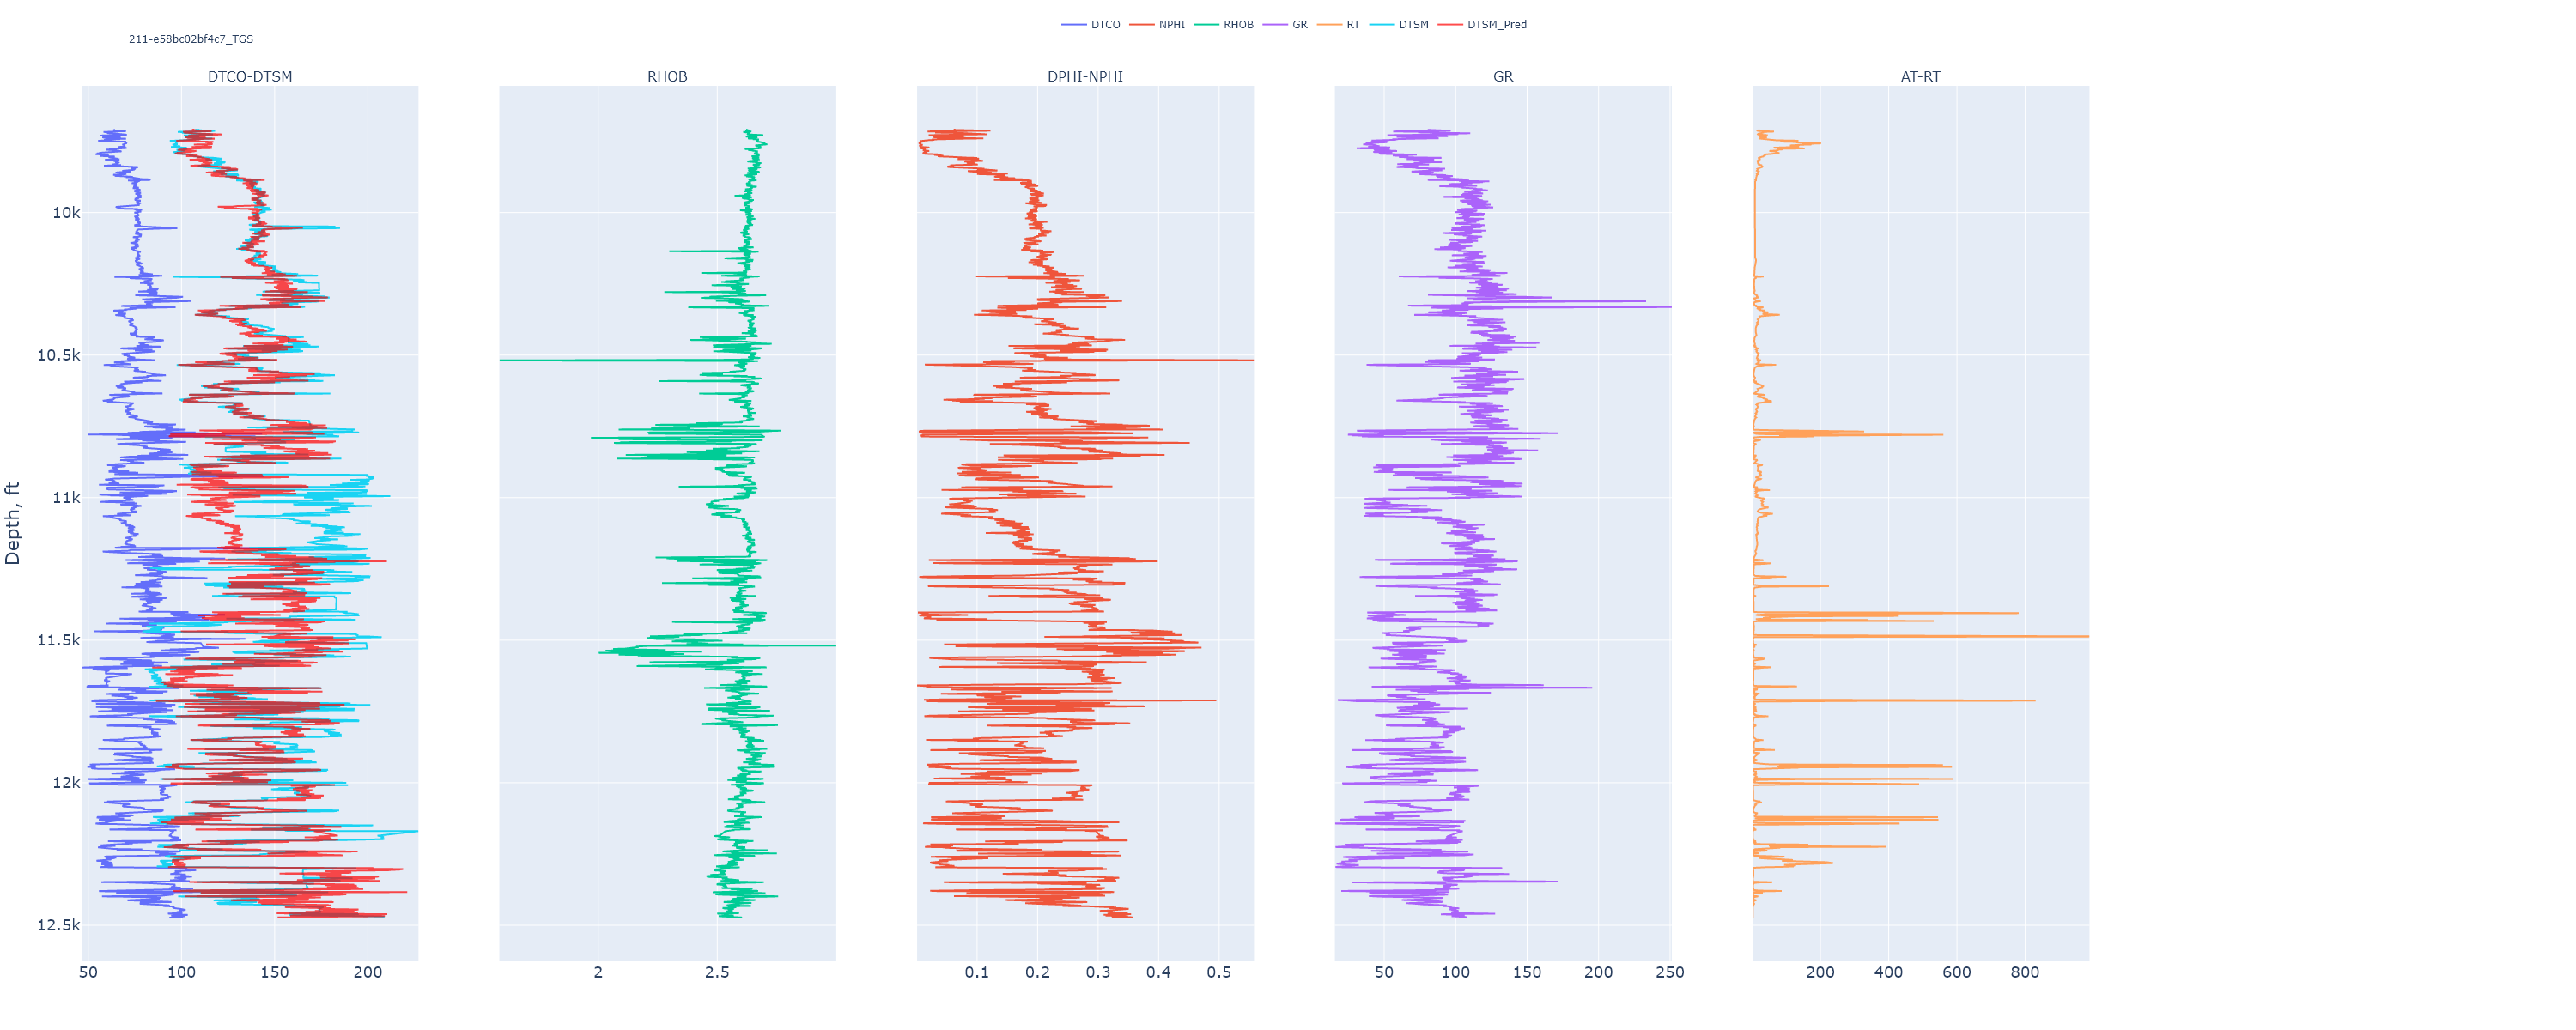 DTCO NPHI RHOB GR RT DTSM DTSM_Pred
211-e58bc02bf4c7_TGS
DTCO-DTSM RHOB DPHI-NPHI GR AT-RT
Depth, ft
10k
10.5k
11k
11.5k
12k
12.5k
50 100 150 200 2 2.5 0.1 0.2 0.3 0.4 0.5 50 100 150 200 250 200 400 600 800